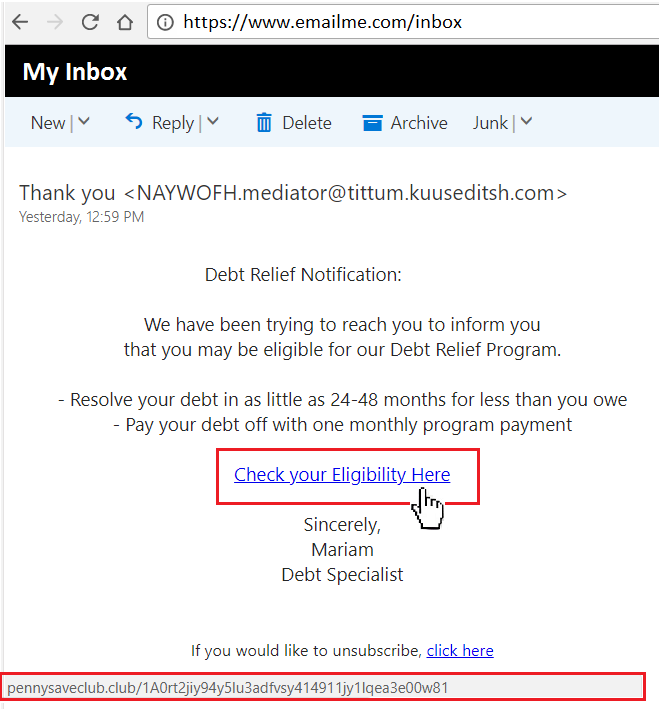 https://www.emailme.com/inbox
My Inbox
New | Reply | Delete Archive Junk |
Thank you <NAYWOFH.mediator@tittum.kuuseditsh.com>
Yesterday, 12:59 PM
Debt Relief Notification:
We have been trying to reach you to inform you
that you may be eligible for our Debt Relief Program.
- Resolve your debt in as little as 24-48 months for less than you owe
- Pay your debt off with one monthly program payment
Check your Eligibility Here
Sincerely,
Mariam
Debt Specialist
If you would like to unsubscribe, click here
pennysaveclub.club/1A0rt2jiy94y5lu3adfvsy414911jy1lqea3e00w81